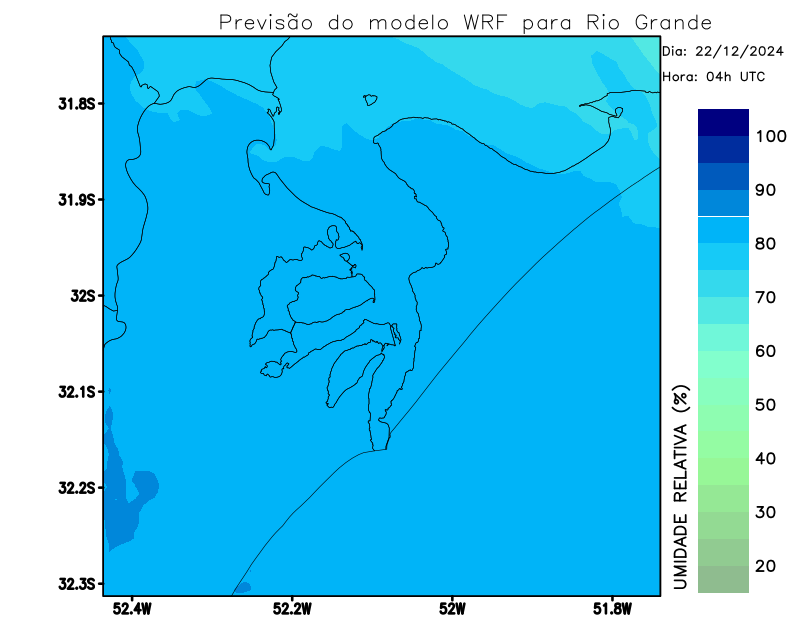 Previsão do modelo WRF para Rio Grande
Dia: 22/12/2024
Hora: 04h UTC
31.8S
31.9S
32S
32.1S
32.2S
32.3S
52.4W
52.2W
52W
51.8W
100
90
80
70
60
50
40
30
20
UMIDADE RELATIVA (%)